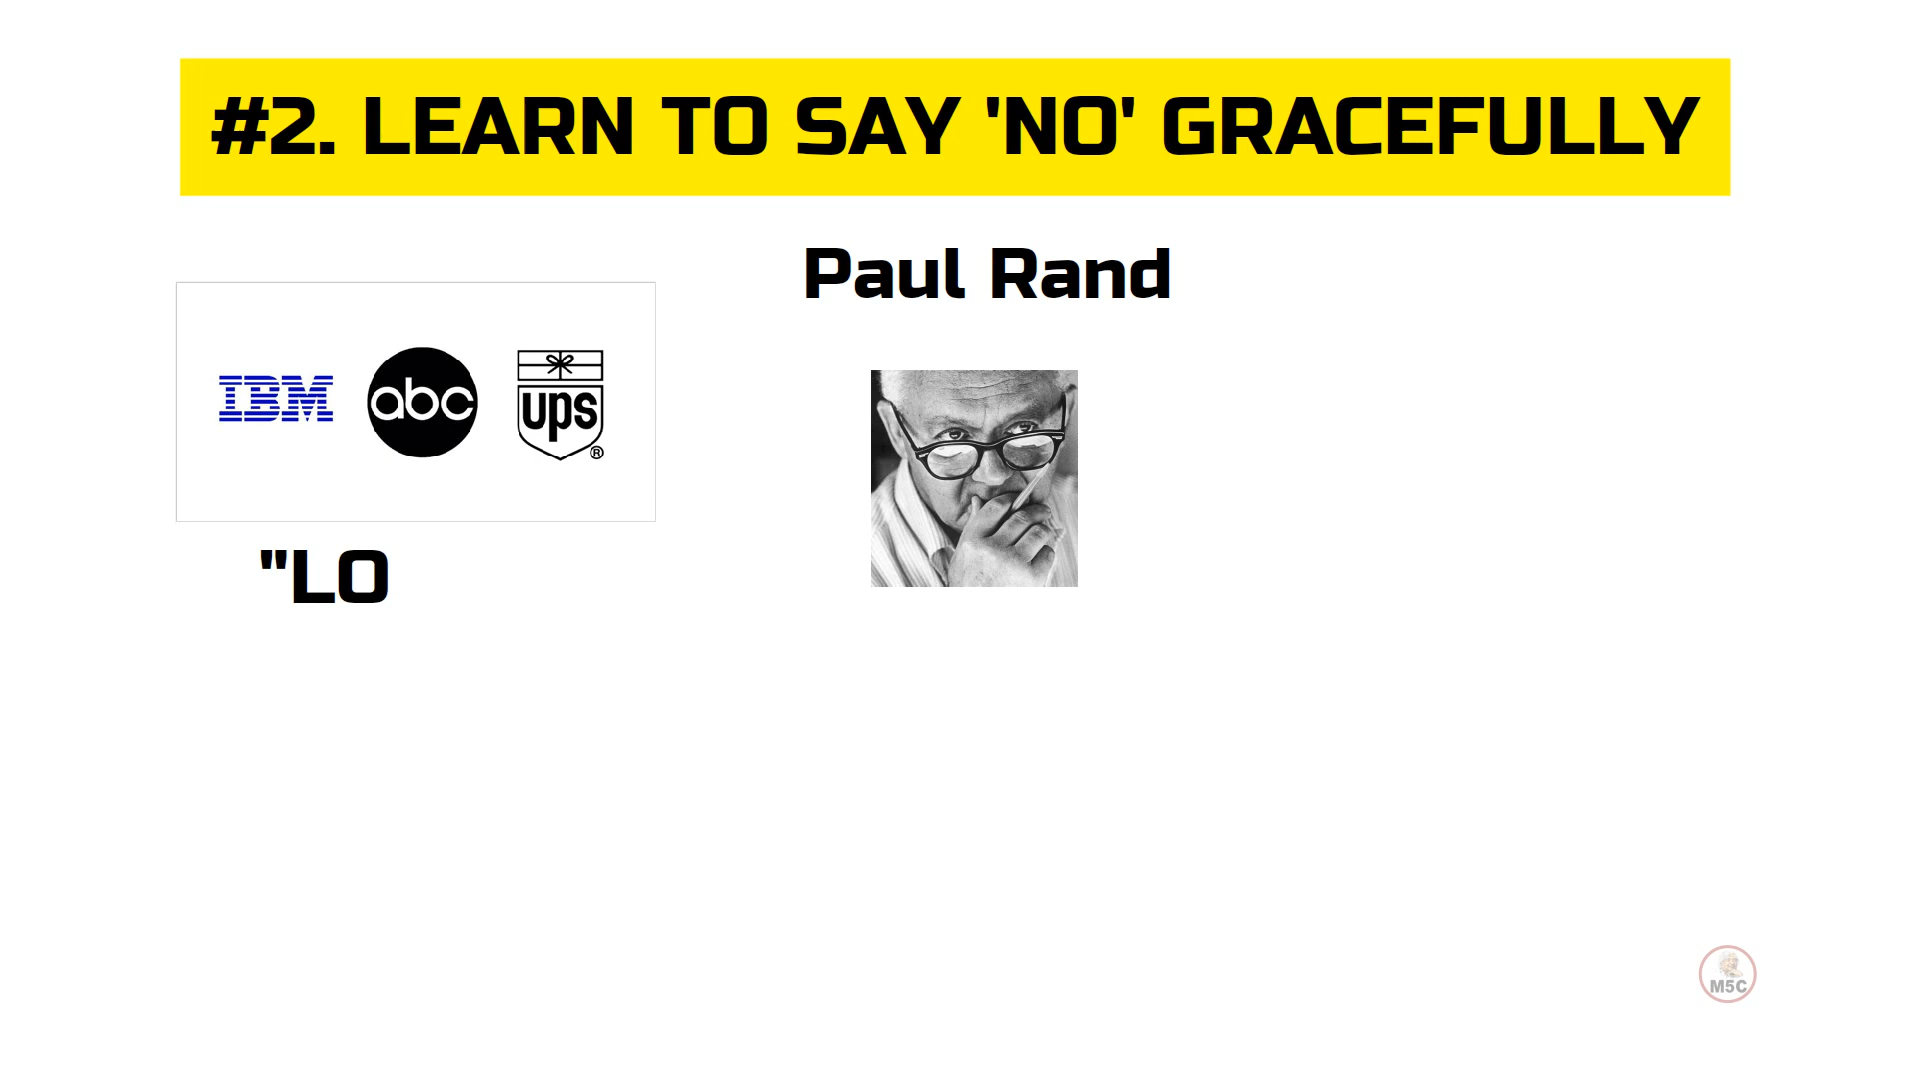 #2. LEARN TO SAY 'NO' GRACEFULLY
Paul Rand
IBM
abc
ups
®
"LO
M5C